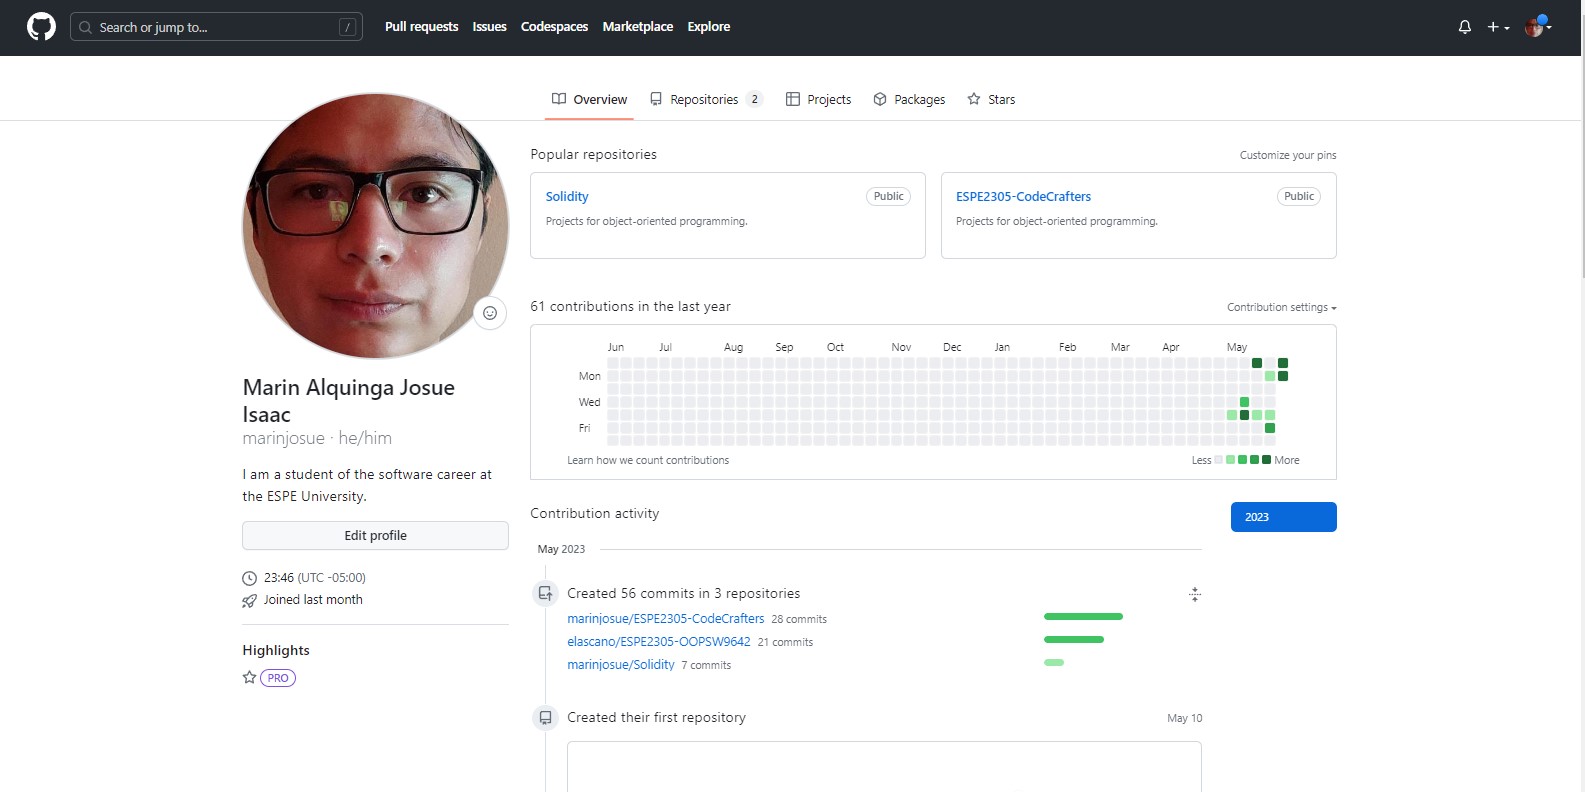 Search or jump to... /
Pull requests Issues Codespaces Marketplace Explore
Overview Repositories 2 Projects Packages Stars
Marin Alquinga Josue
Isaac
marinjosue · he/him
I am a student of the software career at
the ESPE University.
Edit profile
23:46 (UTC -05:00)
Joined last month
Highlights
PRO
Popular repositories
Customize your pins
Solidity Public
Projects for object-oriented programming.
ESPE2305-CodeCrafters Public
Projects for object-oriented programming.
61 contributions in the last year
Contribution settings
Jun Jul Aug Sep Oct Nov Dec Jan Feb Mar Apr May
Mon
Wed
Fri
Learn how we count contributions
Less More
Contribution activity
2023
May 2023
Created 56 commits in 3 repositories
marinjosue/ESPE2305-CodeCrafters 28 commits
elascano/ESPE2305-OOPSW9642 21 commits
marinjosue/Solidity 7 commits
Created their first repository May 10